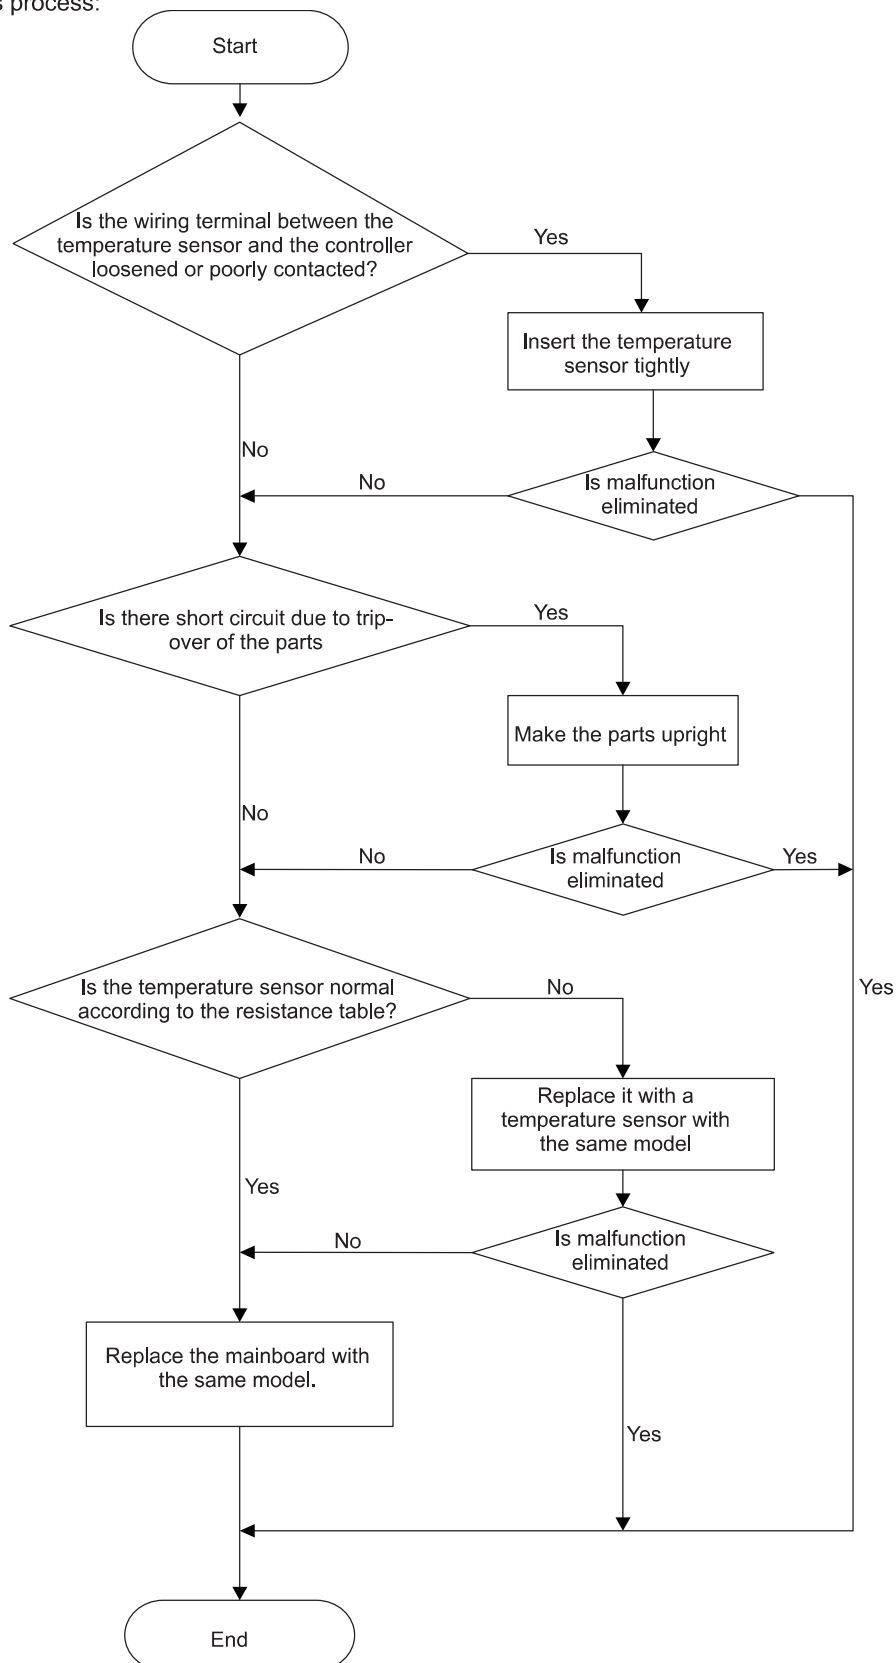 s process:
Start
Is the wiring terminal between the
temperature sensor and the controller
loosened or poorly contacted?
Yes
Insert the temperature
sensor tightly
No
No
Is malfunction
eliminated
Is there short circuit due to trip-
over of the parts
Yes
Make the parts upright
No
No
Is malfunction
eliminated
Yes
Is the temperature sensor normal
according to the resistance table?
No
Yes
Replace it with a
temperature sensor with
the same model
Yes
No
Is malfunction
eliminated
Replace the mainboard with
the same model.
Yes
End